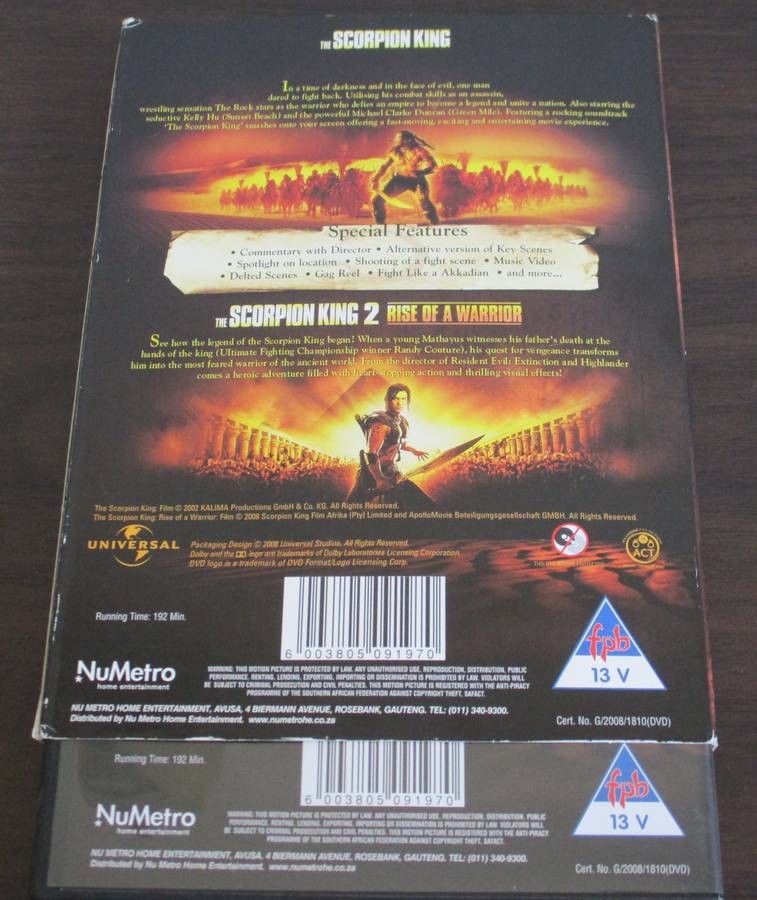 THE SCORPION KING
In a time of darkness and in the face of evil, one man
dared to fight back. Utilising his combat skills as an assassin,
wrestling sensation The Rock stars as the warrior who defies an empire to become a legend and unite a nation. Also starring the
seductive Kelly Hu (Sunset Beach) and the powerful Michael Clarke Duncan (Green Mile). Featuring a rocking soundtrack
'The Scorpion King' smashes onto your screen offering a fast-moving, exciting and entertaining movie experience.
Special Features
• Commentary with Director • Alternative version of Key Scenes
• Spotlight on location • Shooting of a fight scene • Music Video
• Delted Scenes • Gag Reel • Fight Like a Akkadian • and more...
THE SCORPION KING 2 RISE OF A WARRIOR
See how the legend of the Scorpion King began! When a young Mathayus witnesses his father's death at the
hands of the king (Ultimate Fighting Championship winner Randy Couture), his quest for vengeance transforms
him into the most feared warrior of the ancient world. From the director of Resident Evil: Extinction and Highlander
comes a heroic adventure filled with heart-stopping action and thrilling visual effects!
The Scorpion King: Film © 2002 KALIMA Productions GmbH & Co. KG. All Rights Reserved.
The Scorpion King: Rise of a Warrior: Film © 2008 Scorpion King Film Afrika (Pty) Limited and ApolloMovie Beteiligungsgesellschaft GMBH. All Rights Reserved.
UNIVERSAL
Packaging Design © 2008 Universal Studios. All Rights Reserved.
Dolby and the DD logo are trademarks of Dolby Laboratories Licensing Corporation.
DVD logo is a trademark of DVD Format/Logo Licensing Corp.
ACT
Running Time: 192 Min.
6 003805 091970
fpb
13 V
NuMetro
home entertainment
WARNING: THIS MOTION PICTURE IS PROTECTED BY LAW. ANY UNAUTHORISED USE, REPRODUCTION, DISTRIBUTION, PUBLIC
PERFORMANCE, RENTING, LENDING, EXPORTING, IMPORTING OR DISSEMINATION IS PROHIBITED BY LAW. VIOLATORS WILL
BE SUBJECT TO CRIMINAL PROSECUTION AND CIVIL PENALTIES. THIS MOTION PICTURE IS REGISTERED WITH THE ANTI-PIRACY
PROGRAMME OF THE SOUTHERN AFRICAN FEDERATION AGAINST COPYRIGHT THEFT, SAFACT.
NU METRO HOME ENTERTAINMENT, AVUSA, 4 BIERMANN AVENUE, ROSEBANK, GAUTENG. TEL: (011) 340-9300.
Distributed by Nu Metro Home Entertainment. www.numetrohe.co.za
Cert. No. G/2008/1810(DVD)
Running Time: 192 Min.
6 003805 091970
fpb
13 V
NuMetro
home entertainment
WARNING: THIS MOTION PICTURE IS PROTECTED BY LAW. ANY UNAUTHORISED USE, REPRODUCTION, DISTRIBUTION, PUBLIC
PERFORMANCE, RENTING, LENDING, EXPORTING, IMPORTING OR DISSEMINATION IS PROHIBITED BY LAW. VIOLATORS WILL
BE SUBJECT TO CRIMINAL PROSECUTION AND CIVIL PENALTIES. THIS MOTION PICTURE IS REGISTERED WITH THE ANTI-PIRACY
PROGRAMME OF THE SOUTHERN AFRICAN FEDERATION AGAINST COPYRIGHT THEFT, SAFACT.
NU METRO HOME ENTERTAINMENT, AVUSA, 4 BIERMANN AVENUE, ROSEBANK, GAUTENG. TEL: (011) 340-9300.
Distributed by Nu Metro Home Entertainment. www.numetrohe.co.za
Cert. No. G/2008/1810(DVD)